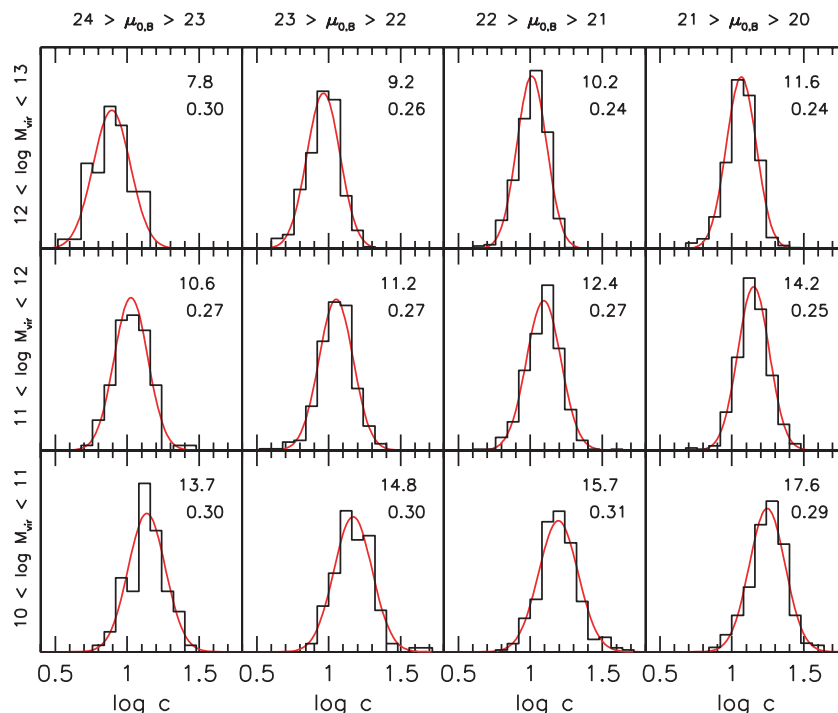 24 > μ0,B > 23
23 > μ0,B > 22
22 > μ0,B > 21
21 > μ0,B > 20
12 < log Mvir < 13
7.8
0.30
9.2
0.26
10.2
0.24
11.6
0.24
11 < log Mvir < 12
10.6
0.27
11.2
0.27
12.4
0.27
14.2
0.25
10 < log Mvir < 11
13.7
0.30
14.8
0.30
15.7
0.31
17.6
0.29
0.5 1 1.5
0.5 1 1.5
0.5 1 1.5
0.5 1 1.5
log c
log c
log c
log c